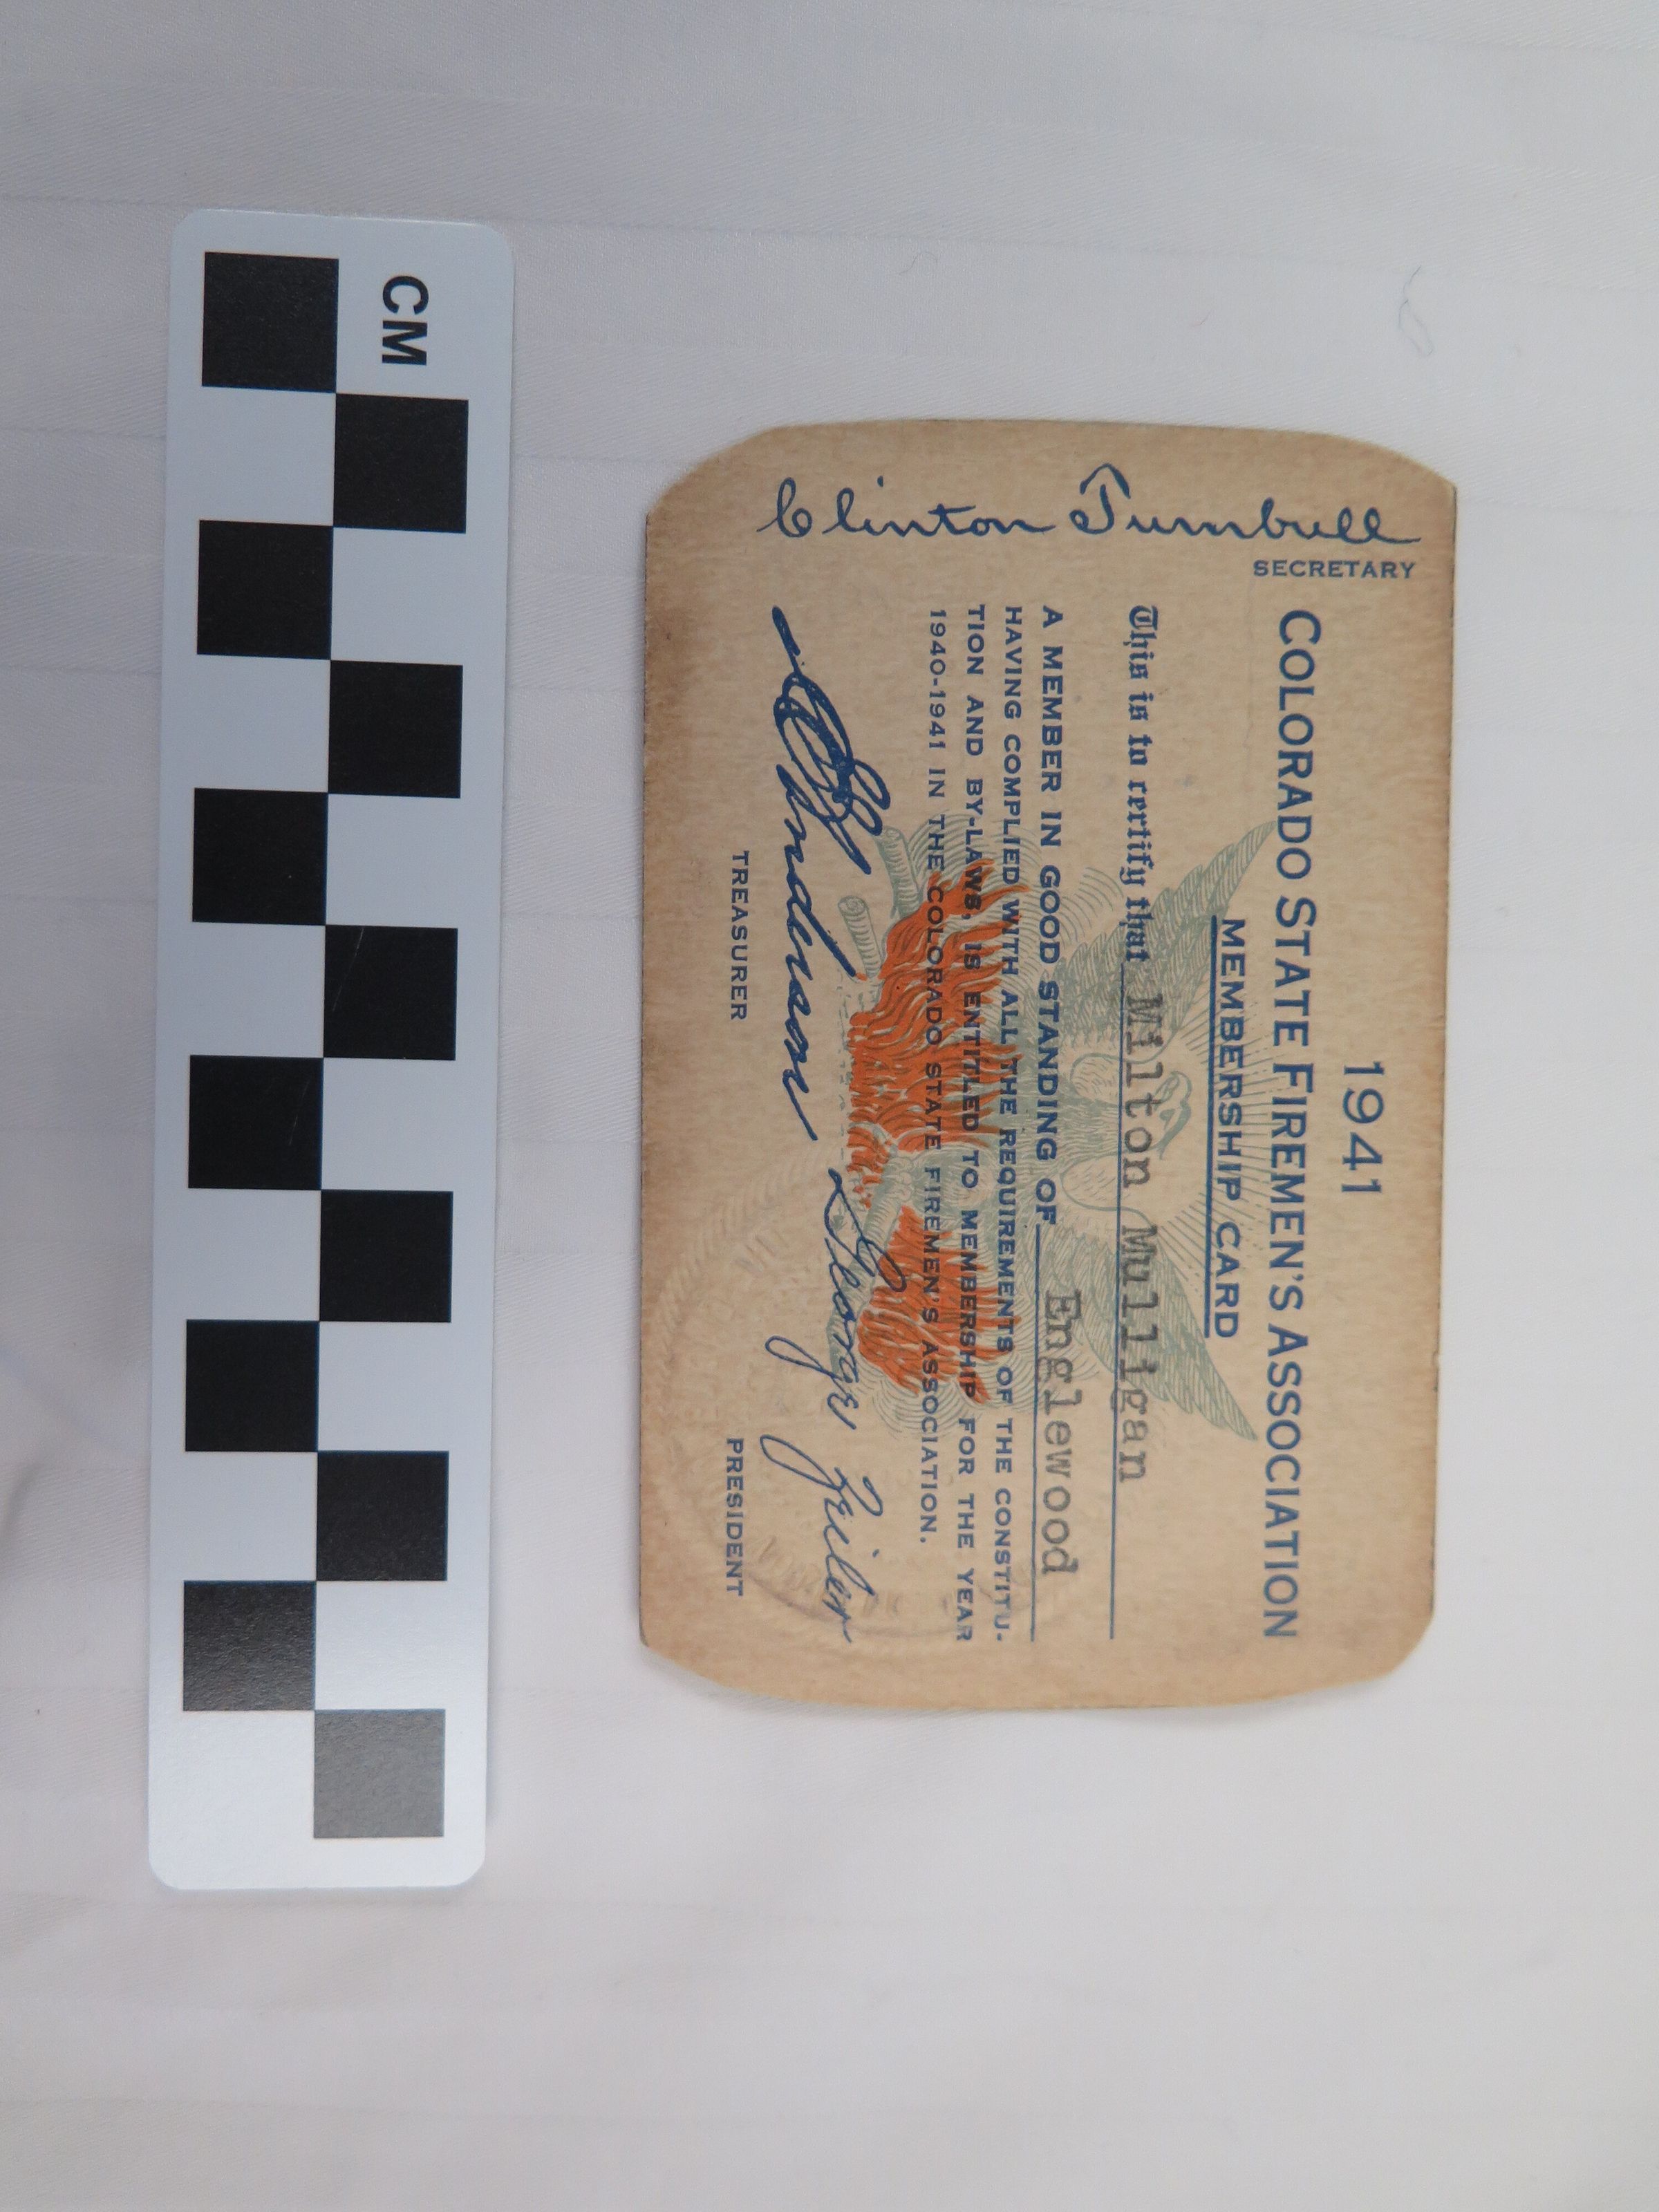 CM
1941
COLORADO STATE FIREMEN'S ASSOCIATION
MEMBERSHIP CARD
This is to certify that Milton Mulligan
A MEMBER IN GOOD STANDING OF Englewood
HAVING COMPLIED WITH ALL THE REQUIREMENTS OF THE CONSTITU-
TION AND BY-LAWS, IS ENTITLED TO MEMBERSHIP FOR THE YEAR
1940-1941 IN THE COLORADO STATE FIREMEN'S ASSOCIATION.
Anderson George Zeiler
TREASURER PRESIDENT
Clinton Turnbull
SECRETARY